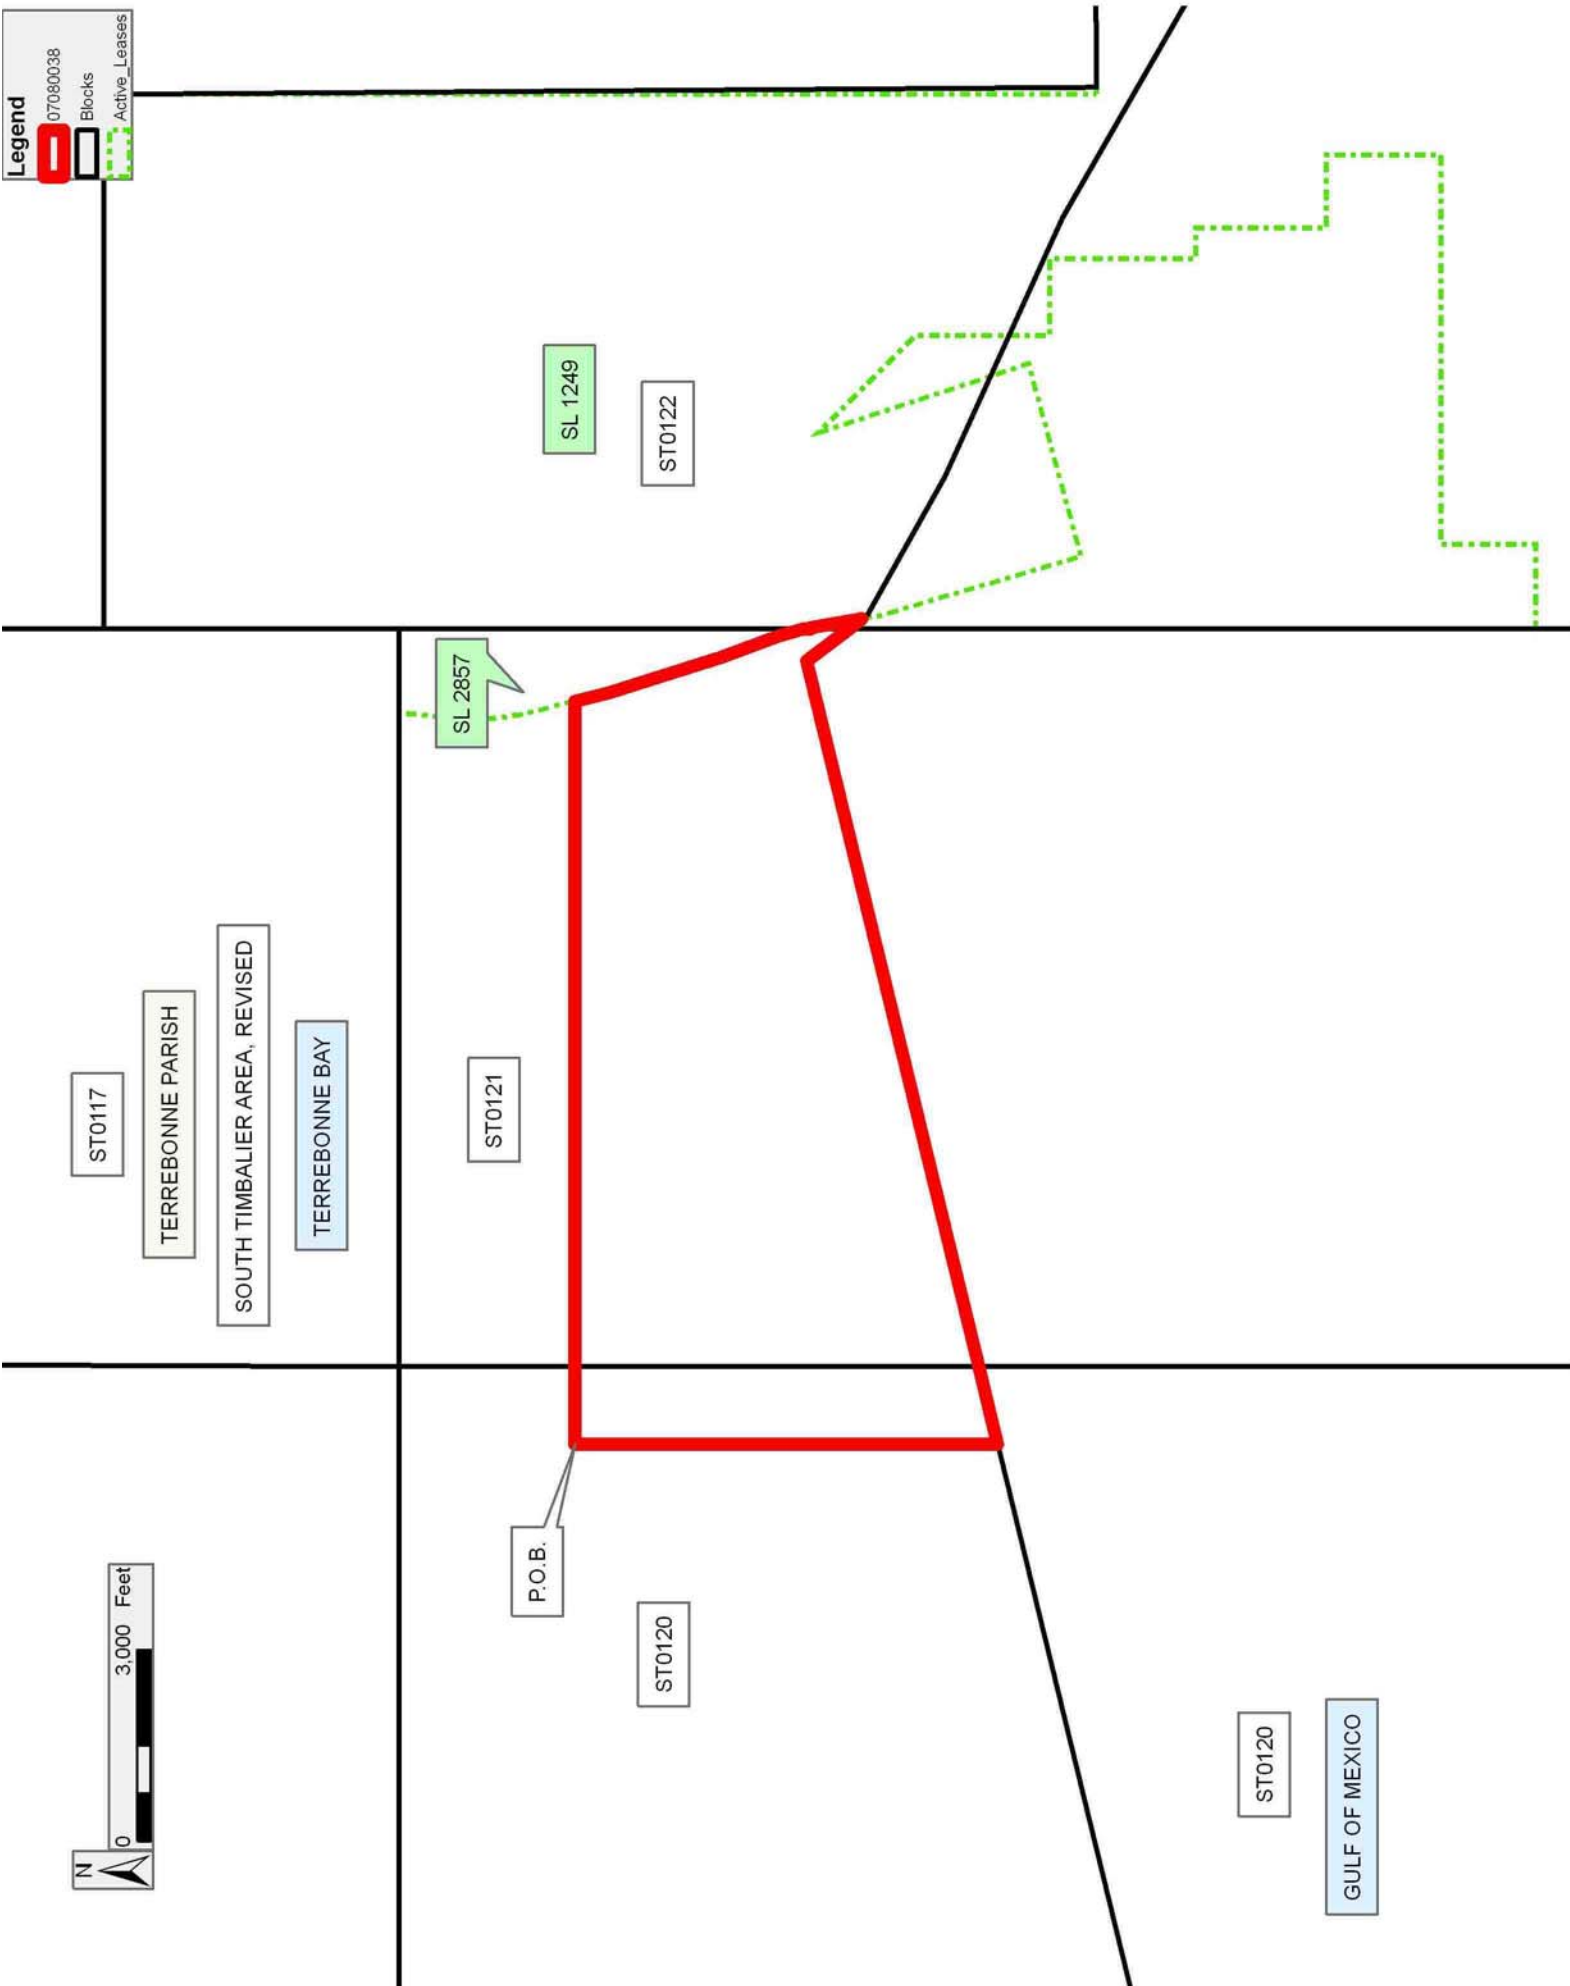 N
0 3,000 Feet
ST0117
TERREBONNE PARISH
SOUTH TIMBALIER AREA, REVISED
TERREBONNE BAY
Legend
07080038
Blocks
Active_Leases
SL 2857
ST0121
P.O.B.
SL 1249
ST0122
ST0120
ST0120
GULF OF MEXICO